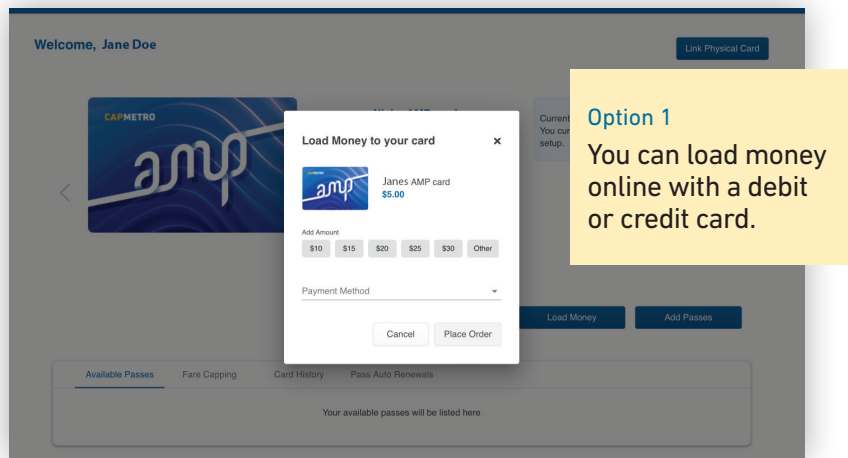 Welcome, Jane Doe
Link Physical Card
CAPMETRO
amp
Current
You cur
setup.
Option 1
You can load money
online with a debit
or credit card.
Load Money to your card ×
CAPMETRO
amp
Janes AMP card
$5.00
Add Amount
$10 $15 $20 $25 $30 Other
Payment Method
Cancel Place Order
Load Money Add Passes
Available Passes Fare Capping Card History Pass Auto Renewals
Your available passes will be listed here